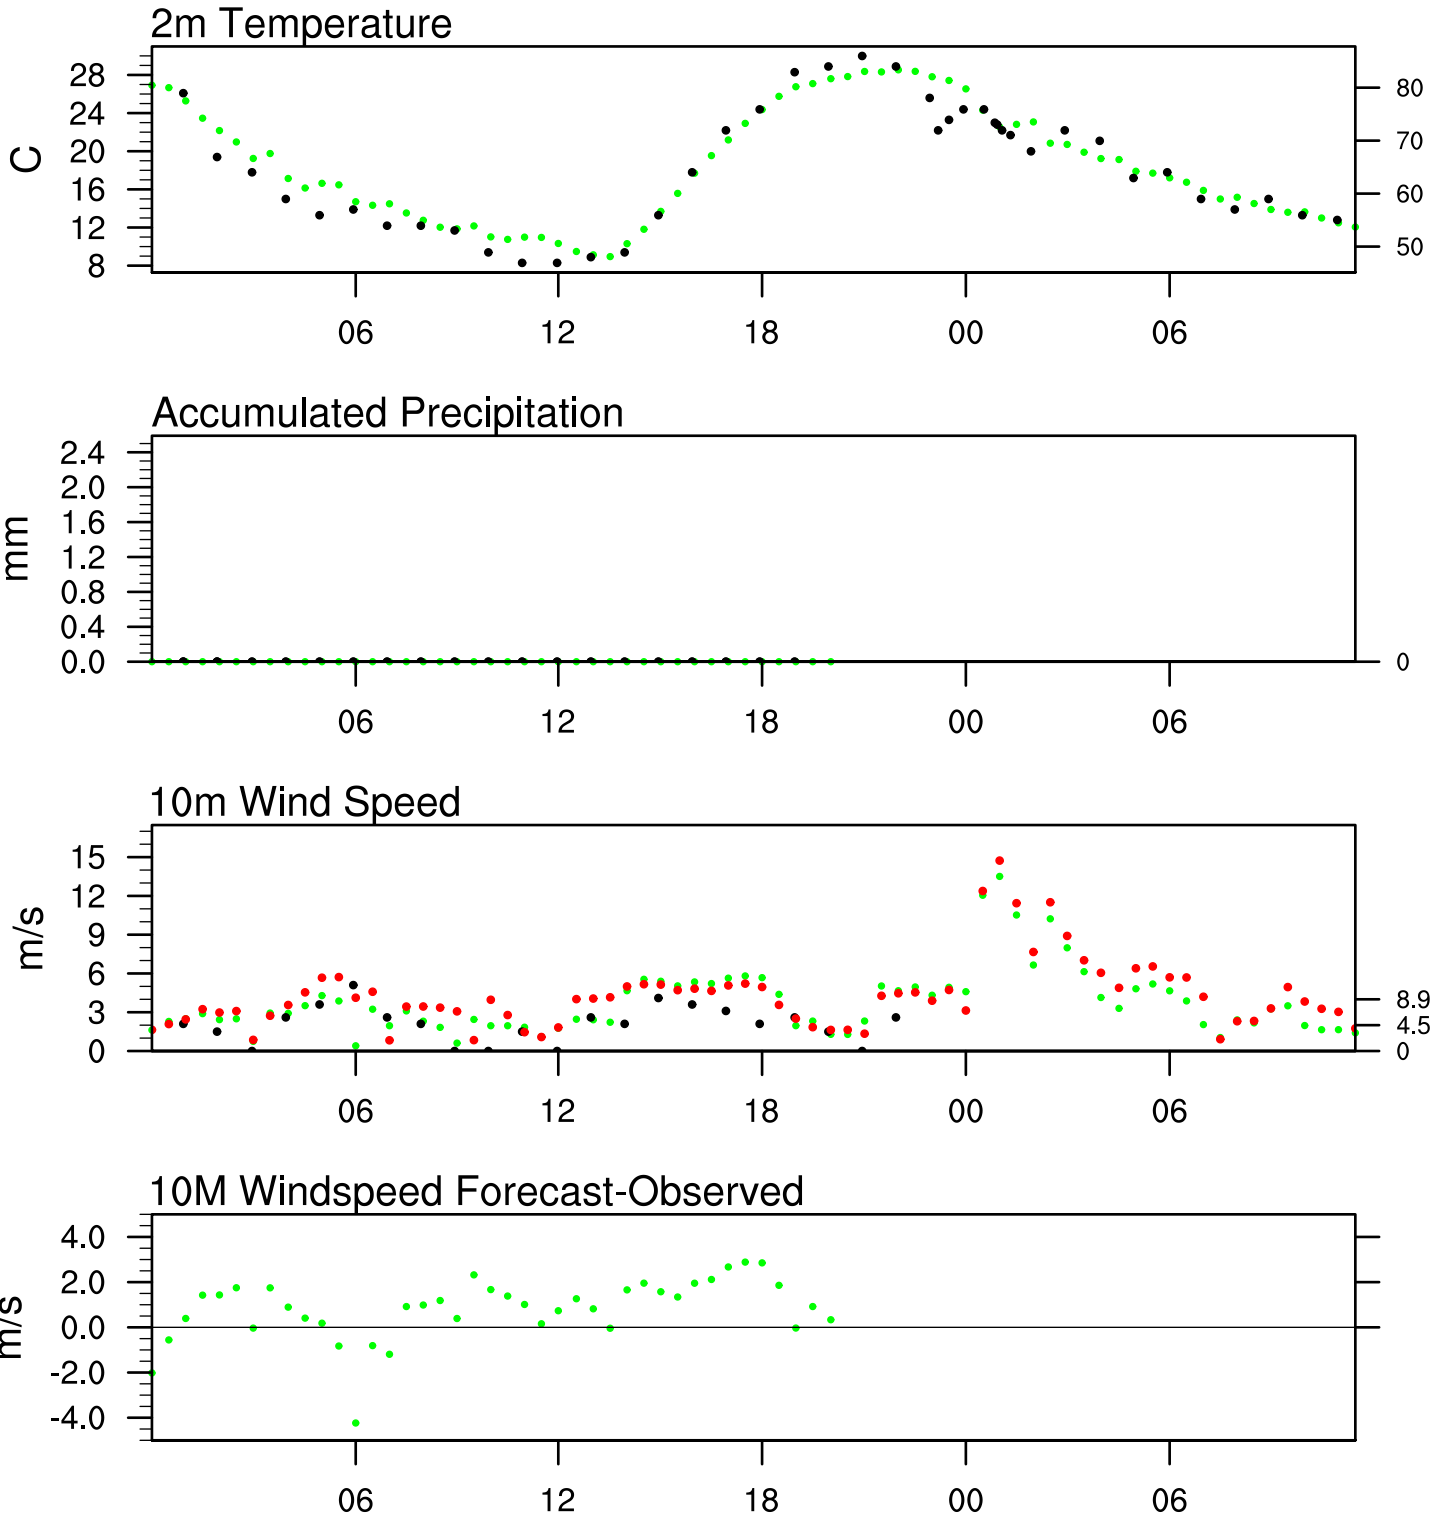 2m Temperature
28
24
20
16
12
8
C
80
70
60
50
06 12 18 00 06
Accumulated Precipitation
2.4
2.0
1.6
1.2
0.8
0.4
0.0
mm
0
06 12 18 00 06
10m Wind Speed
15
12
9
6
3
0
m/s
8.9
4.5
0
06 12 18 00 06
10M Windspeed Forecast-Observed
4.0
2.0
0.0
-2.0
-4.0
m/s
06 12 18 00 06